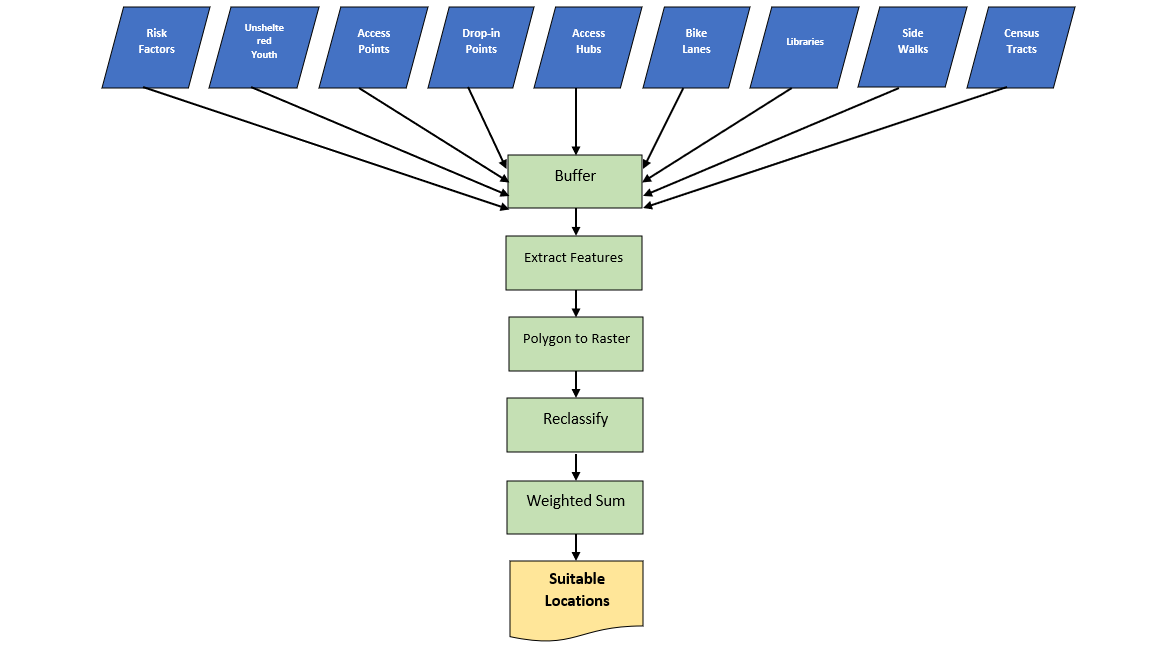 Risk
Factors
Unshelte
red
Youth
Access
Points
Drop-in
Points
Access
Hubs
Bike
Lanes
Libraries
Side
Walks
Census
Tracts
Buffer
Extract Features
Polygon to Raster
Reclassify
Weighted Sum
Suitable
Locations